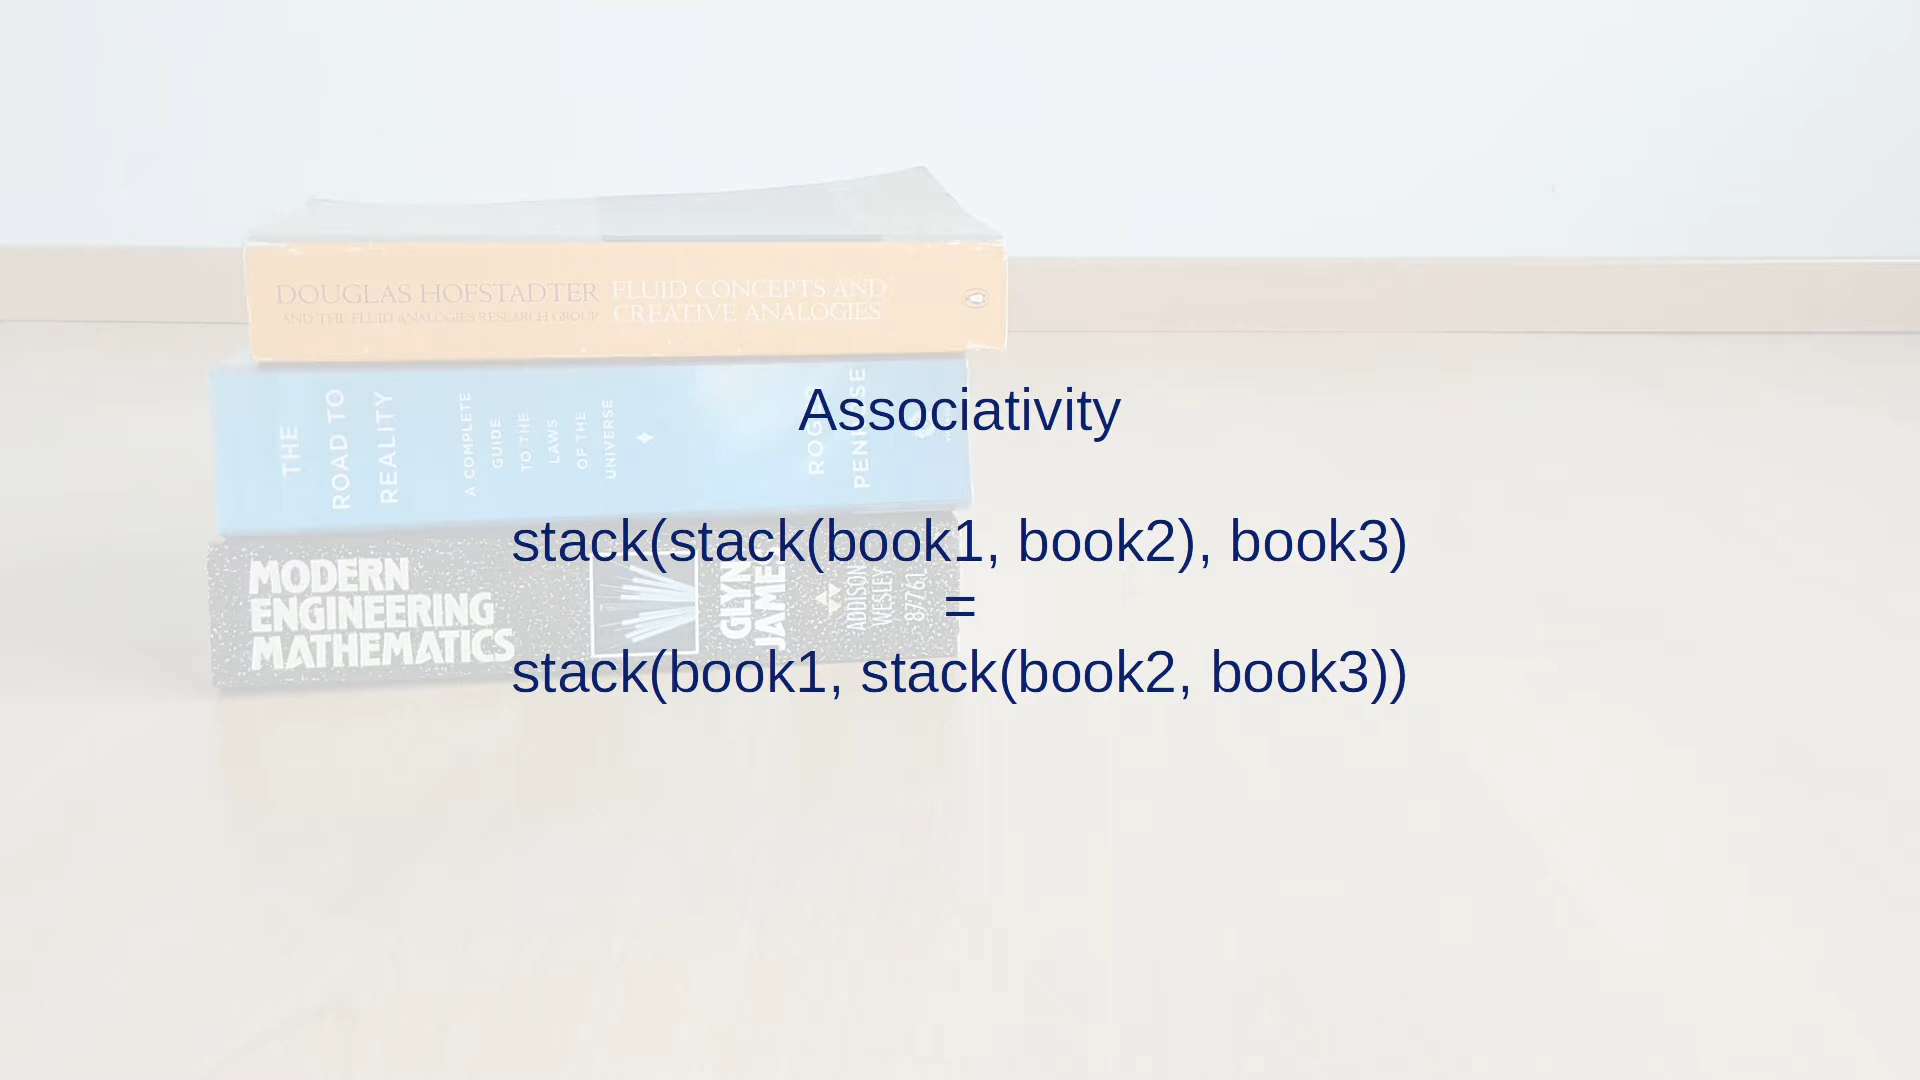 DOUGLAS HOFSTADTER
AND THE FLUID ANALOGIES RESEARCH GROUP
FLUID CONCEPTS AND
CREATIVE ANALOGIES
THE
ROAD TO
REALITY
A COMPLETE
GUIDE
TO THE
LAWS
OF THE
UNIVERSE
Associativity
stack(stack(book1, book2), book3)
=
stack(book1, stack(book2, book3))
MODERN
ENGINEERING
MATHEMATICS
GLYN
ADDISON
WESLEY
87761